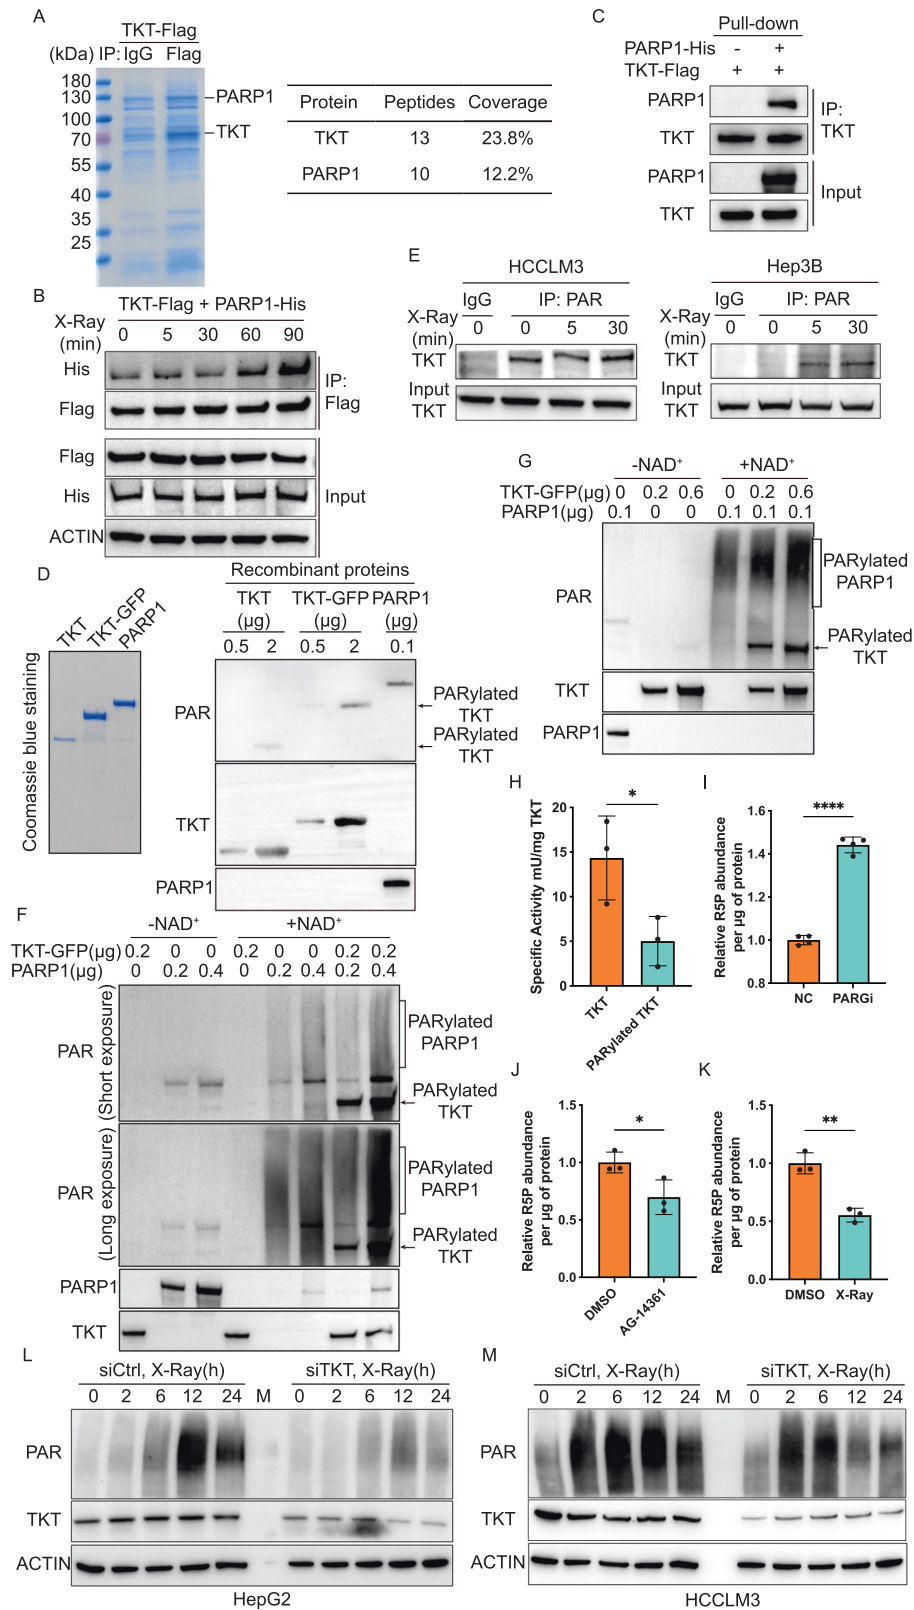 A
TKT-Flag
(kDa) IP: IgG Flag
180
130
100
70
55
40
35
25
PARP1
TKT
Protein Peptides Coverage
TKT 13 23.8%
PARP1 10 12.2%
C
Pull-down
PARP1-His - +
TKT-Flag + +
PARP1
TKT
IP:
TKT
PARP1
TKT
Input
B
TKT-Flag + PARP1-His
X-Ray
(min)
0 5 30 60 90
His
Flag
IP:
Flag
Flag
His
ACTIN
Input
E
HCCLM3
IgG IP: PAR
X-Ray
(min)
0 0 5 30
TKT
Input
TKT
Hep3B
IgG IP: PAR
X-Ray
(min)
0 0 5 30
TKT
Input
TKT
D
TKT
TKT-GFP
PARP1
Coomassie blue staining
Recombinant proteins
TKT TKT-GFP PARP1
(µg) (µg) (µg)
0.5 2 0.5 2 0.1
PAR
PARylated
TKT
PARylated
TKT
TKT
PARP1
G
-NAD+ +NAD+
TKT-GFP(µg) 0 0.2 0.6 0 0.2 0.6
PARP1(µg) 0.1 0 0 0.1 0.1 0.1
PAR
PARylated
PARP1
PARylated
TKT
TKT
PARP1
F
-NAD+ +NAD+
TKT-GFP(µg) 0.2 0 0 0.2 0 0 0.2 0.2
PARP1(µg) 0 0.2 0.4 0 0.2 0.4 0.2 0.4
PAR
(Short exposure)
PARylated
PARP1
PARylated
TKT
PAR
(Long exposure)
PARylated
PARP1
PARylated
TKT
PARP1
TKT
H
Specific Activity mU/mg TKT
20
15
10
5
0
*
TKT
PARylated TKT
I
Relative R5P abundance
per µg of protein
1.6
1.4
1.2
1.0
0.8
****
NC PARGi
J
Relative R5P abundance
per µg of protein
1.5
1.0
0.5
0.0
*
DMSO
AG-14361
K
Relative R5P abundance
per µg of protein
1.5
1.0
0.5
0.0
**
DMSO X-Ray
L
siCtrl, X-Ray(h) siTKT, X-Ray(h)
0 2 6 12 24 M 0 2 6 12 24
PAR
TKT
ACTIN
HepG2
M
siCtrl, X-Ray(h) siTKT, X-Ray(h)
0 2 6 12 24 M 0 2 6 12 24
PAR
TKT
ACTIN
HCCLM3